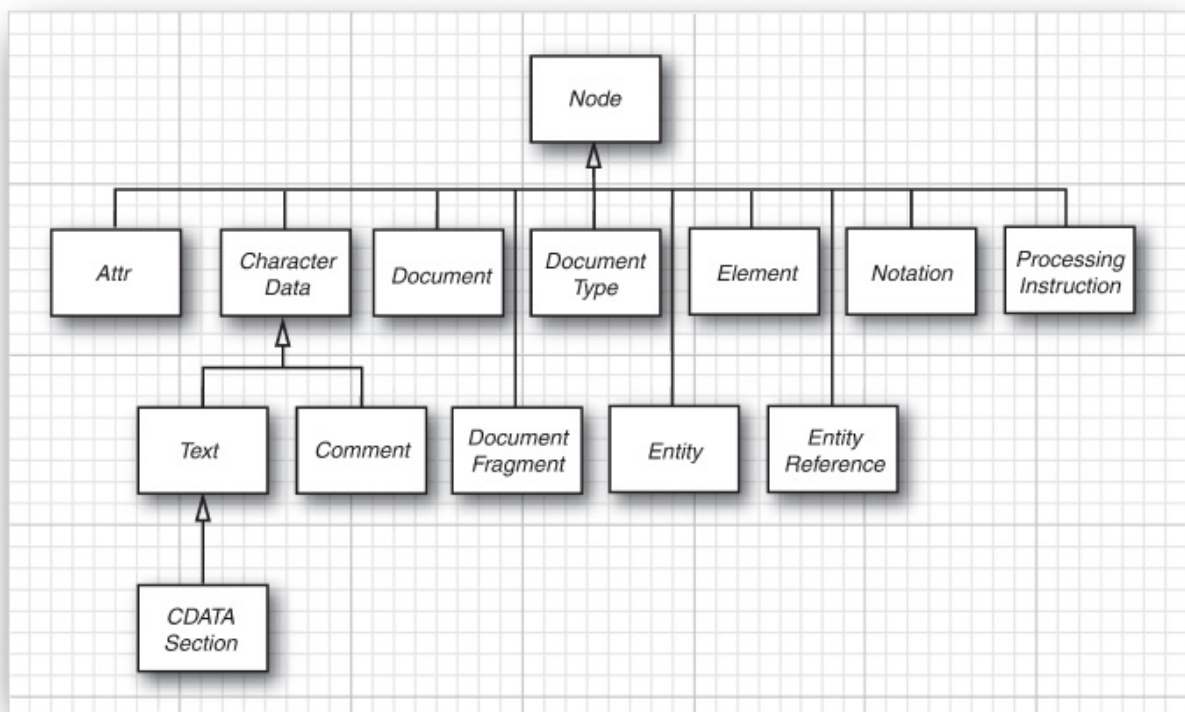 Node
Attr
Character
Data
Document
Document
Type
Element
Notation
Processing
Instruction
Text
Comment
Document
Fragment
Entity
Entity
Reference
CDATA
Section